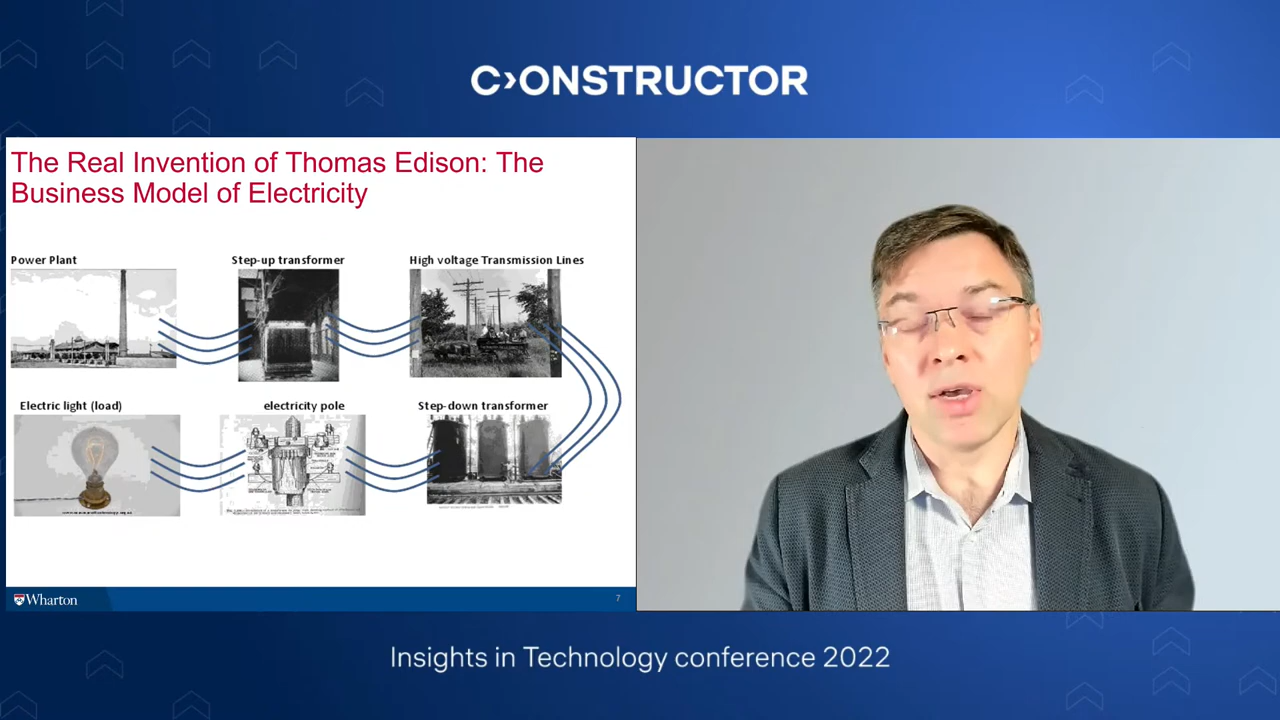 C›ONSTRUCTOR
The Real Invention of Thomas Edison: The
Business Model of Electricity
Power Plant
Step-up transformer
High voltage Transmission Lines
Electric light (load)
electricity pole
Step-down transformer
Wharton
7
Insights in Technology conference 2022